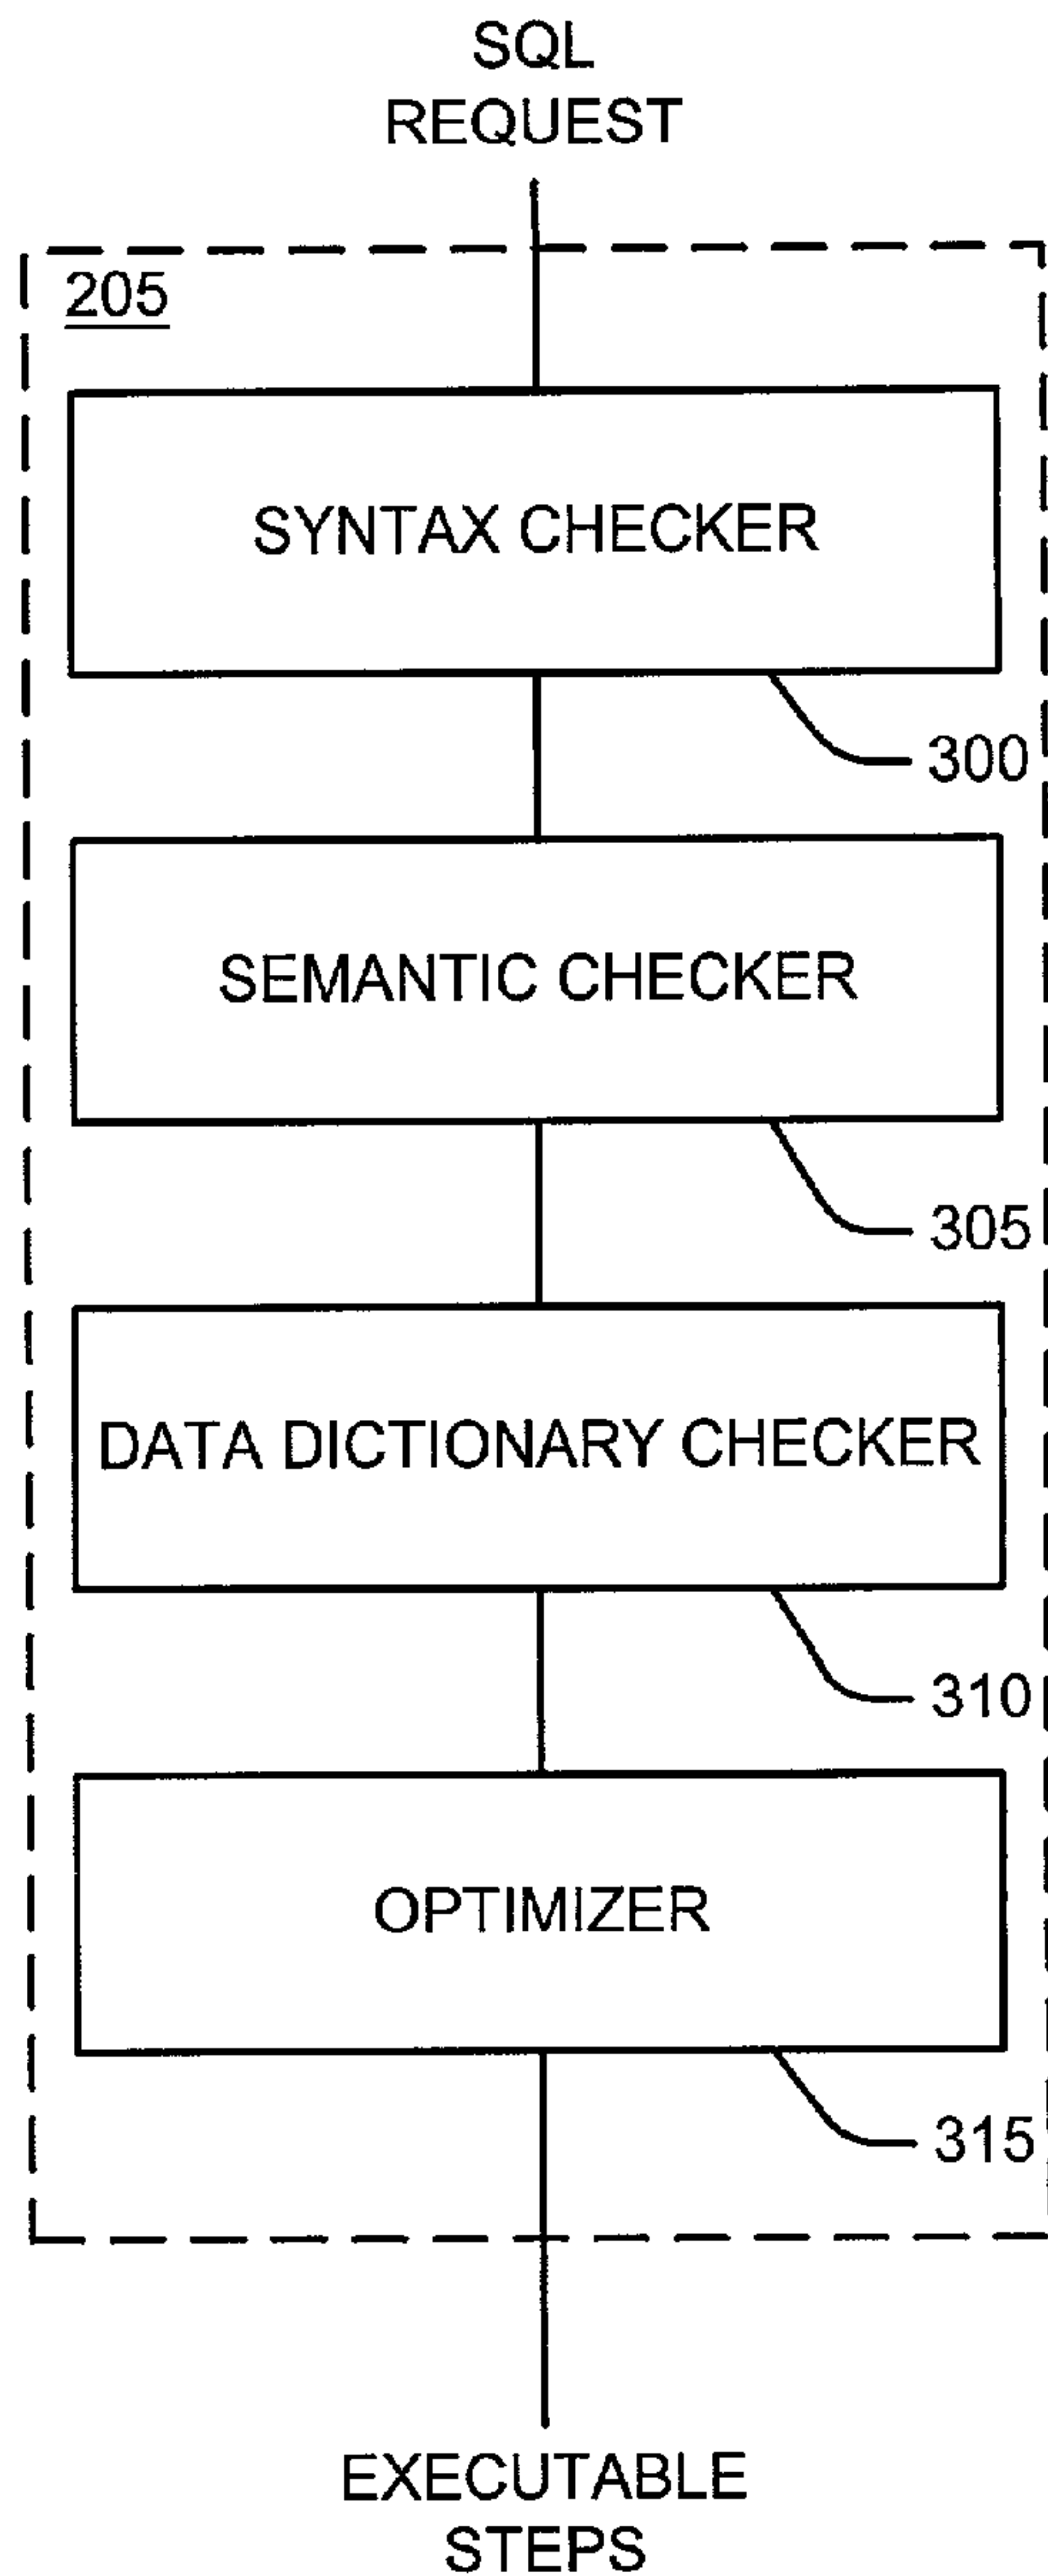 SQL
REQUEST
205
SYNTAX CHECKER
300
SEMANTIC CHECKER
305
DATA DICTIONARY CHECKER
310
OPTIMIZER
315
EXECUTABLE
STEPS